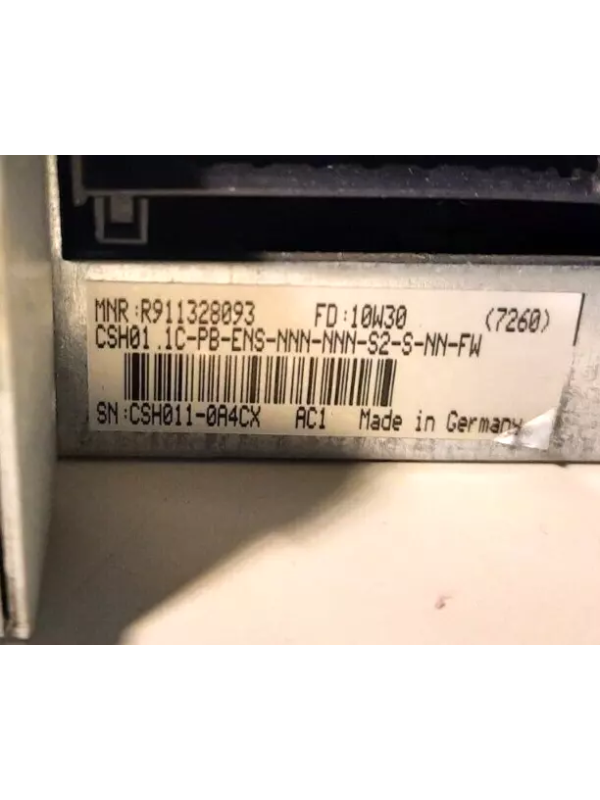 MNR:R911328093 FD:10W30 (7260)
CSH01.1C-PB-ENS-NNN-NNN-S2-S-NN-FW
SN:CSH011-0A4CX AC1 Made in Germany